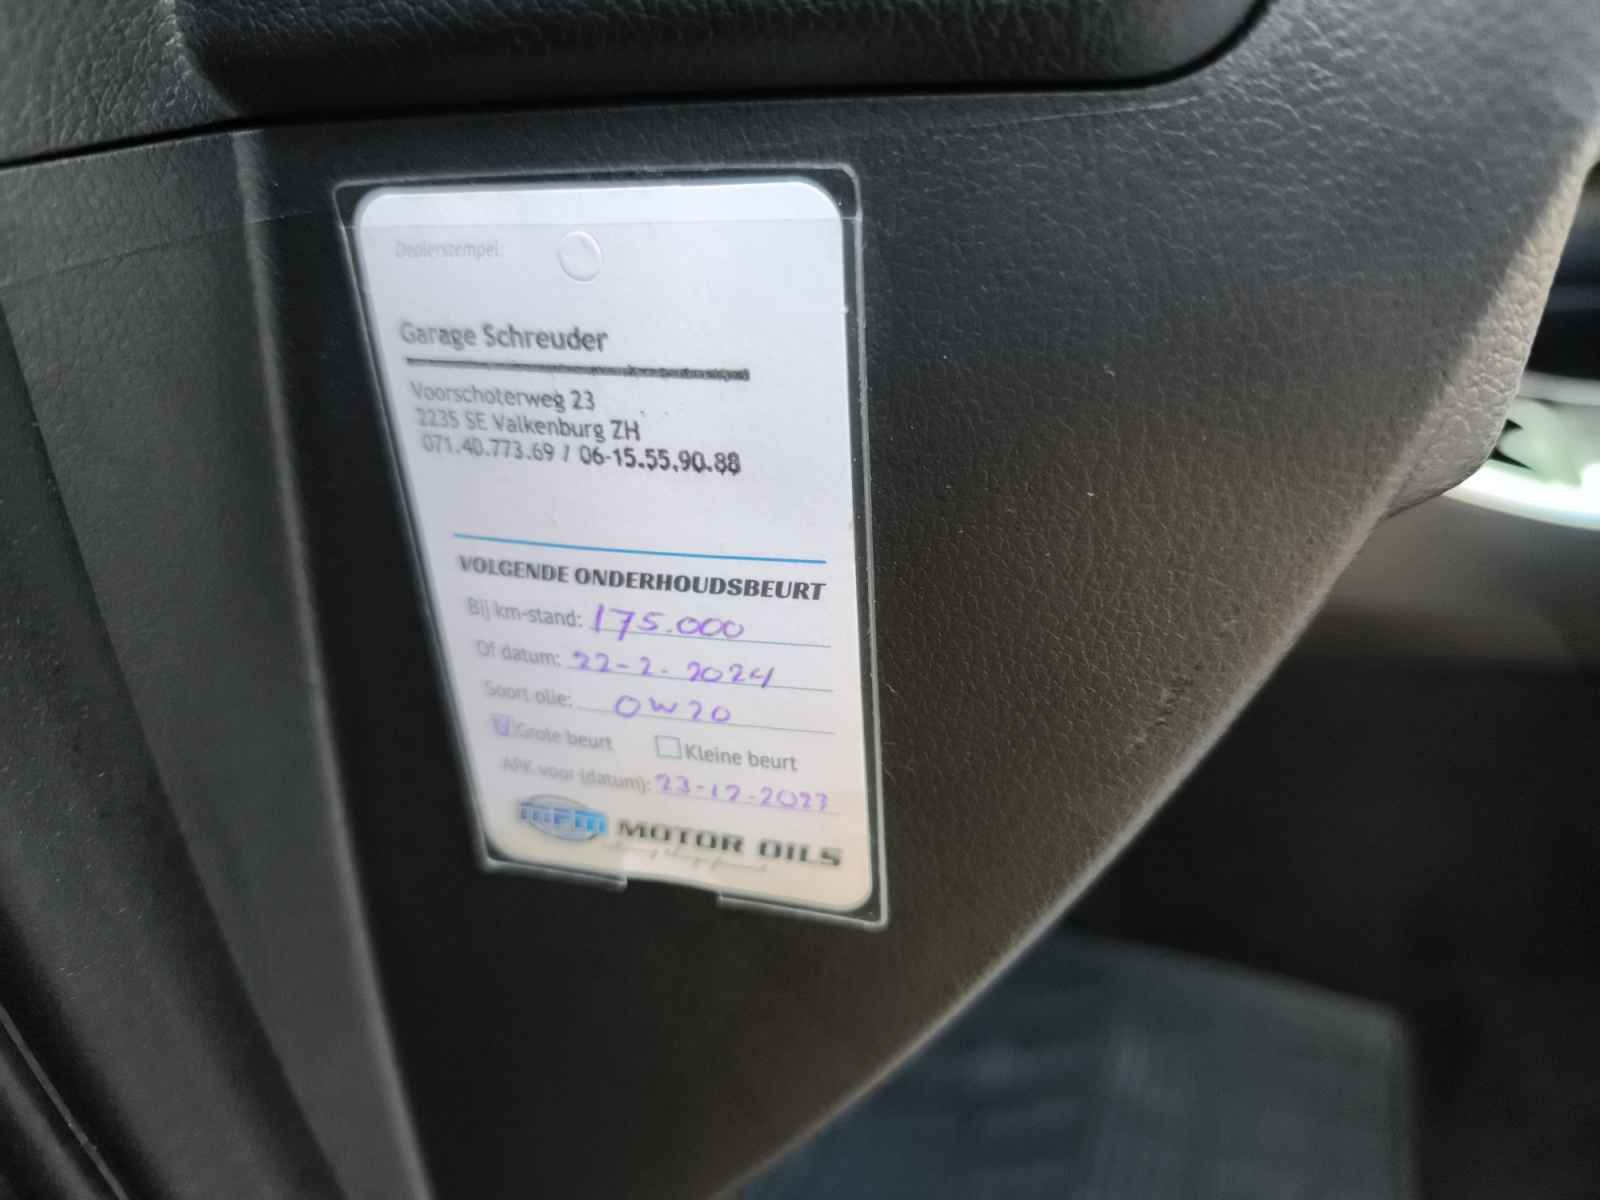 Dealerstempel:
Garage Schreuder
Voorschoterweg 23
2235 SE Valkenburg ZH
071.40.773.69 / 06-15.55.90.88
VOLGENDE ONDERHOUDSBEURT
Bij km-stand: 175.000
Of datum: 22-2-2024
Soort olie: 0W20
Grote beurt Kleine beurt
APK voor (datum): 23-12-2023
MPM MOTOR OILS